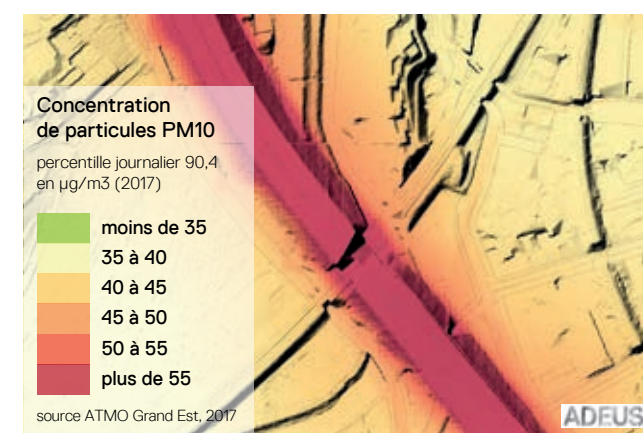 Concentration
de particules PM10
percentille journalier 90,4
en µg/m3 (2017)
moins de 35
35 à 40
40 à 45
45 à 50
50 à 55
plus de 55
source ATMO Grand Est, 2017
ADEUS